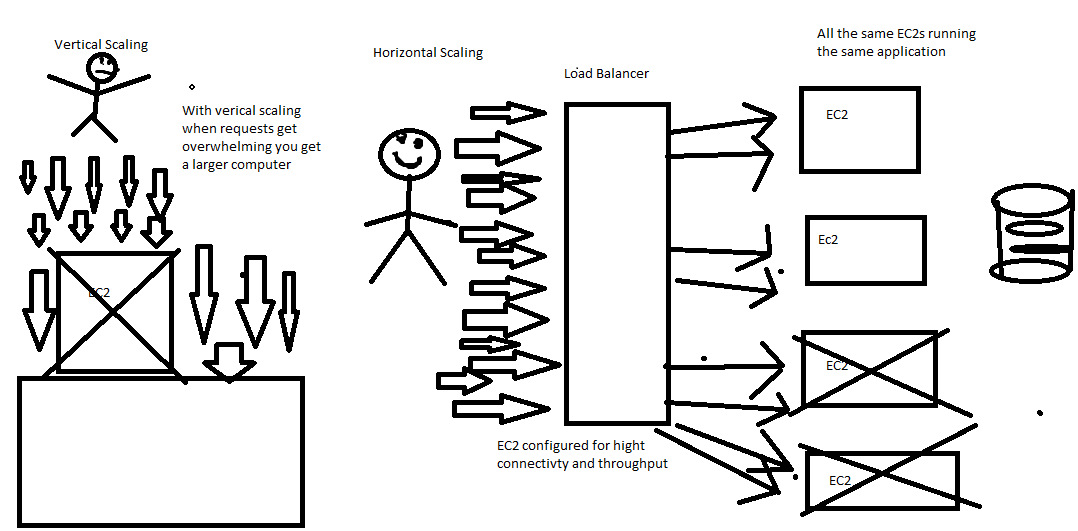 Vertical Scaling
With verical scaling
when requests get
overwhelming you get
a larger computer
EC2
Horizontal Scaling
Load Balancer
EC2 configured for hight
connectivty and throughput
All the same EC2s running
the same application
EC2
Ec2
EC2
EC2